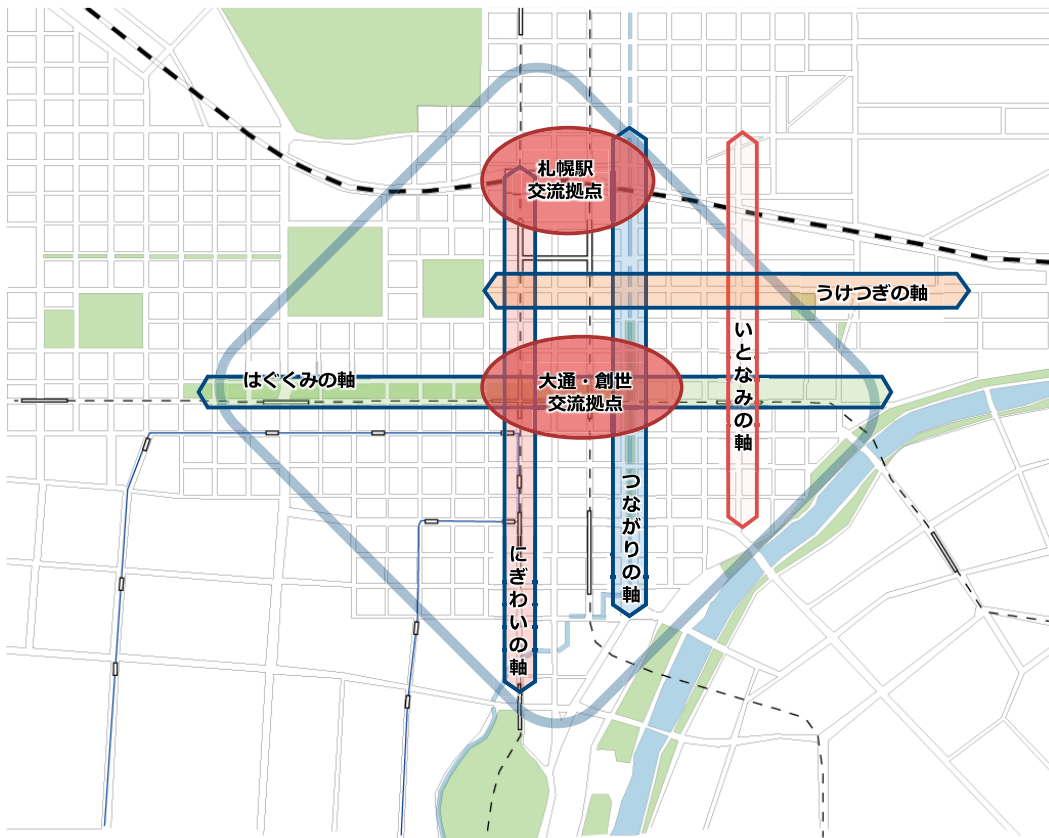 札幌駅
交流拠点
うけつぎの軸
はぐくみの軸
大通・創世
交流拠点
いとなみの軸
つながりの軸
にぎわいの軸